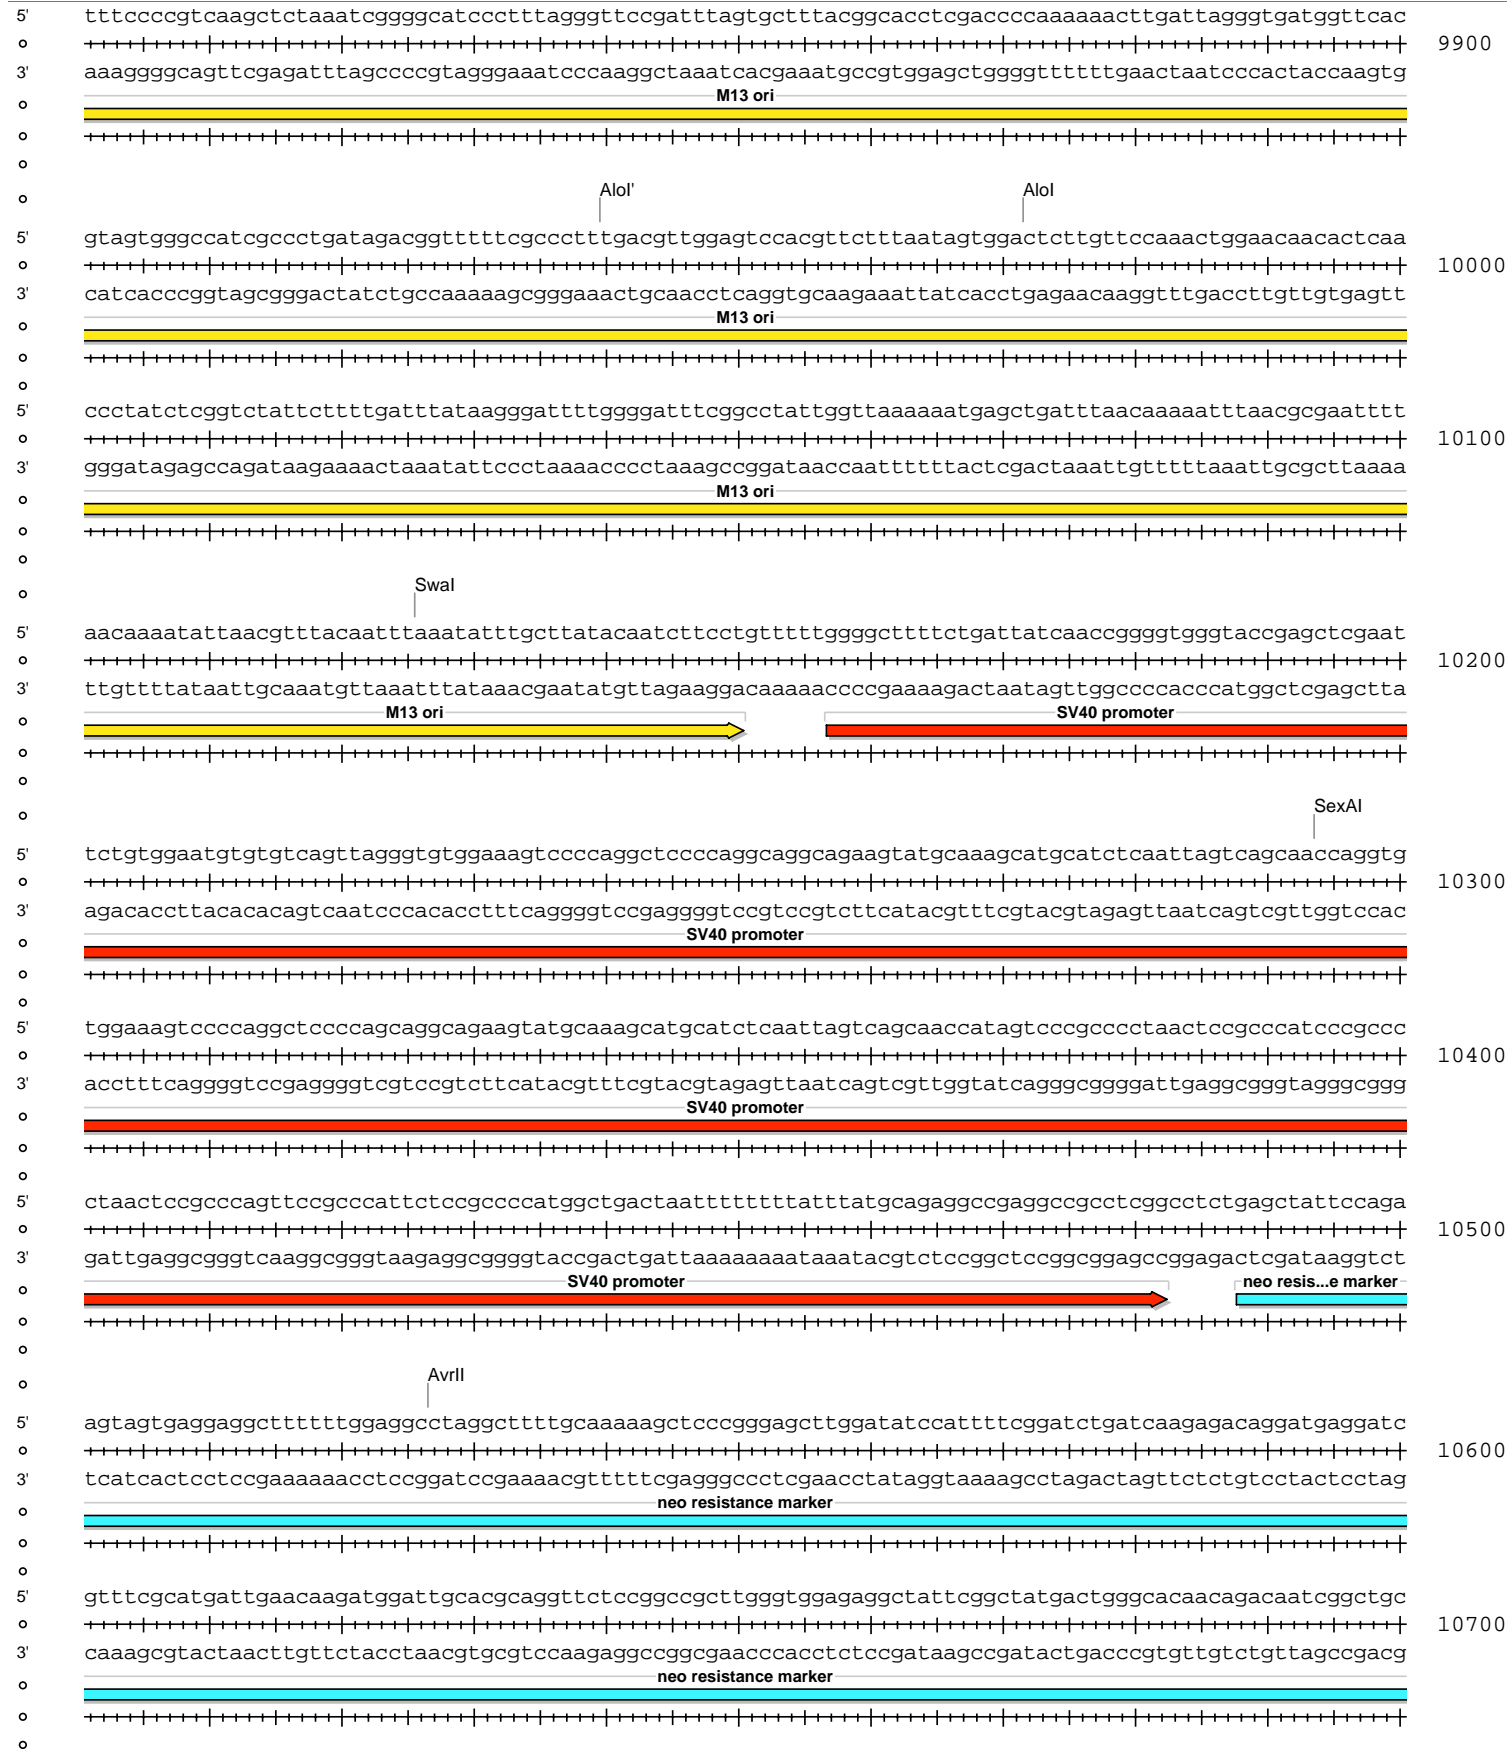 5' tttccccgtcaagctctaaatcggggcatccctttagggttccgatttagtgctttacggcacctcgaccccaaaaaacttgattagggtgatggttcac
9900
3' aaaggggcagttcgagatttagccccgtagggaaatcccaaggctaaatcacgaaatgccgtggagctggggttttttgaactaatcccactaccaagtg
M13 ori
AloI' AloI
5' gtagtgggccatcgccctgatagacggtttttcgccctttgacgttggagtccacgttctttaatagtggactcttgttccaaactggaacaacactcaa
10000
3' catcacccggtagcgggactatctgccaaaaagcgggaaactgcaacctcaggtgcaagaaattatcacctgagaacaaggtttgaccttgttgtgagtt
M13 ori
5' ccctatctcggtctattcttttgatttataagggattttggggatttcggcctattggttaaaaaatgagctgatttaacaaaaatttaacgcgaatttt
10100
3' gggatagagccagataagaaaactaaatattccctaaaacccctaaagccggataaccaattttttactcgactaaattgtttttaaattgcgcttaaaa
M13 ori
SwaI
5' aacaaaatattaacgtttacaatttaaatatttgcttatacaatcttcctgtttttggggcttttctgattatcaaccggggtgggtaccgagctcgaat
10200
3' ttgttttataattgcaaatgttaaatttataaacgaatatgttagaaggacaaaaaccccgaaaagactaatagttggccccacccatggctcgagctta
M13 ori SV40 promoter
SexAI
5' tctgtggaatgtgtgtcagttagggtgtggaaagtccccaggctccccaggcaggcagaagtatgcaaagcatgcatctcaattagtcagcaaccaggtg
10300
3' agacaccttacacacagtcaatcccacacctttcaggggtccgaggggtccgtccgtcttcatacgtttcgtacgtagagttaatcagtcgttggtccac
SV40 promoter
5' tggaaagtccccaggctccccagcaggcagaagtatgcaaagcatgcatctcaattagtcagcaaccatagtcccgcccctaactccgcccatcccgccc
10400
3' acctttcaggggtccgaggggtcgtccgtcttcatacgtttcgtacgtagagttaatcagtcgttggtatcagggcggggattgaggcgggtagggcggg
SV40 promoter
5' ctaactccgcccagttccgcccattctccgccccatggctgactaattttttttatttatgcagaggccgaggccgcctcggcctctgagctattccaga
10500
3' gattgaggcgggtcaaggcgggtaagaggcggggtaccgactgattaaaaaaaataaatacgtctccggctccggcggagccggagactcgataaggtct
SV40 promoter neo resis...e marker
AvrII
5' agtagtgaggaggcttttttggaggcctaggcttttgcaaaaagctcccgggagcttggatatccattttcggatctgatcaagagacaggatgaggatc
10600
3' tcatcactcctccgaaaaaacctccggatccgaaaacgtttttcgagggccctcgaacctataggtaaaagcctagactagttctctgtcctactcctag
neo resistance marker
5' gtttcgcatgattgaacaagatggattgcacgcaggttctccggccgcttgggtggagaggctattcggctatgactgggcacaacagacaatcggctgc
10700
3' caaagcgtactaacttgttctacctaacgtgcgtccaagaggccggcgaacccacctctccgataagccgatactgacccgtgttgtctgttagccgacg
neo resistance marker